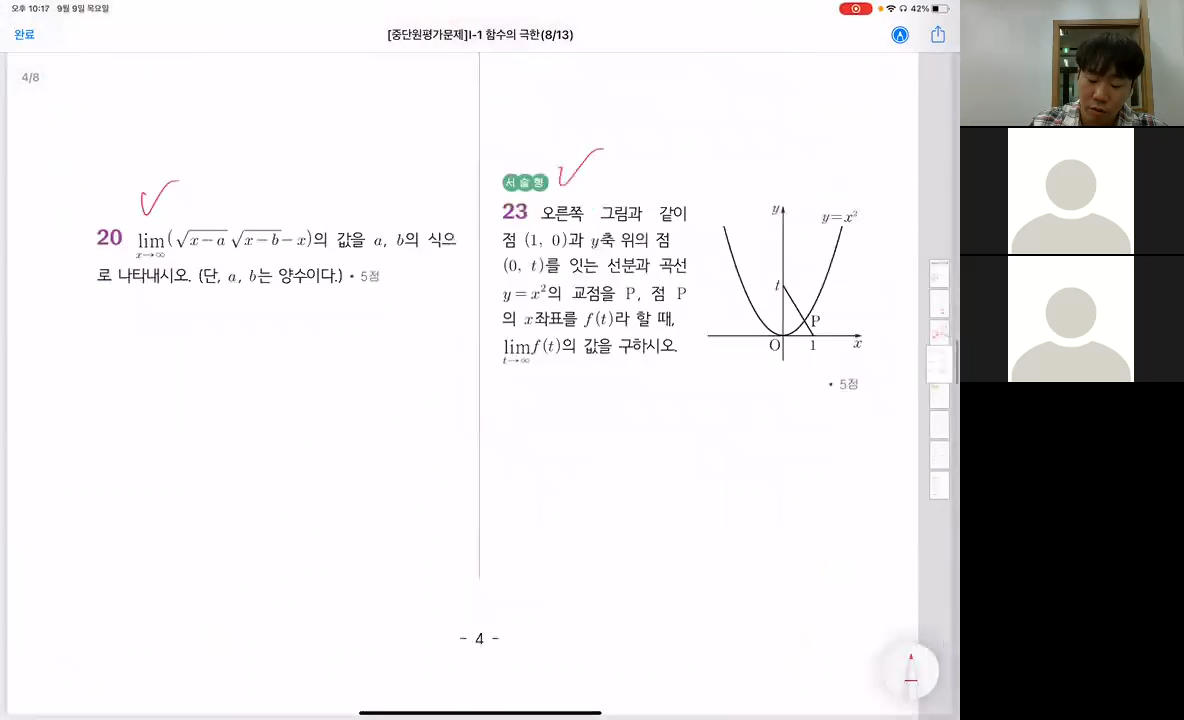 오후 10:17 9월 9일 목요일
42%
완료
[중단원평가문제]I-1 함수의 극한(8/13)
4/8
20 lim(√x−a √x−b − x)의 값을 a, b의 식으
x→∞
로 나타내시오. (단, a, b는 양수이다.) • 5점
서술형
23 오른쪽 그림과 같이
점 (1, 0)과 y축 위의 점
(0, t)를 잇는 선분과 곡선
y=x²의 교점을 P, 점 P
의 x좌표를 f(t)라 할 때,
lim f(t)의 값을 구하시오.
t→∞
y
y=x²
t
P
O
1
x
• 5점
- 4 -